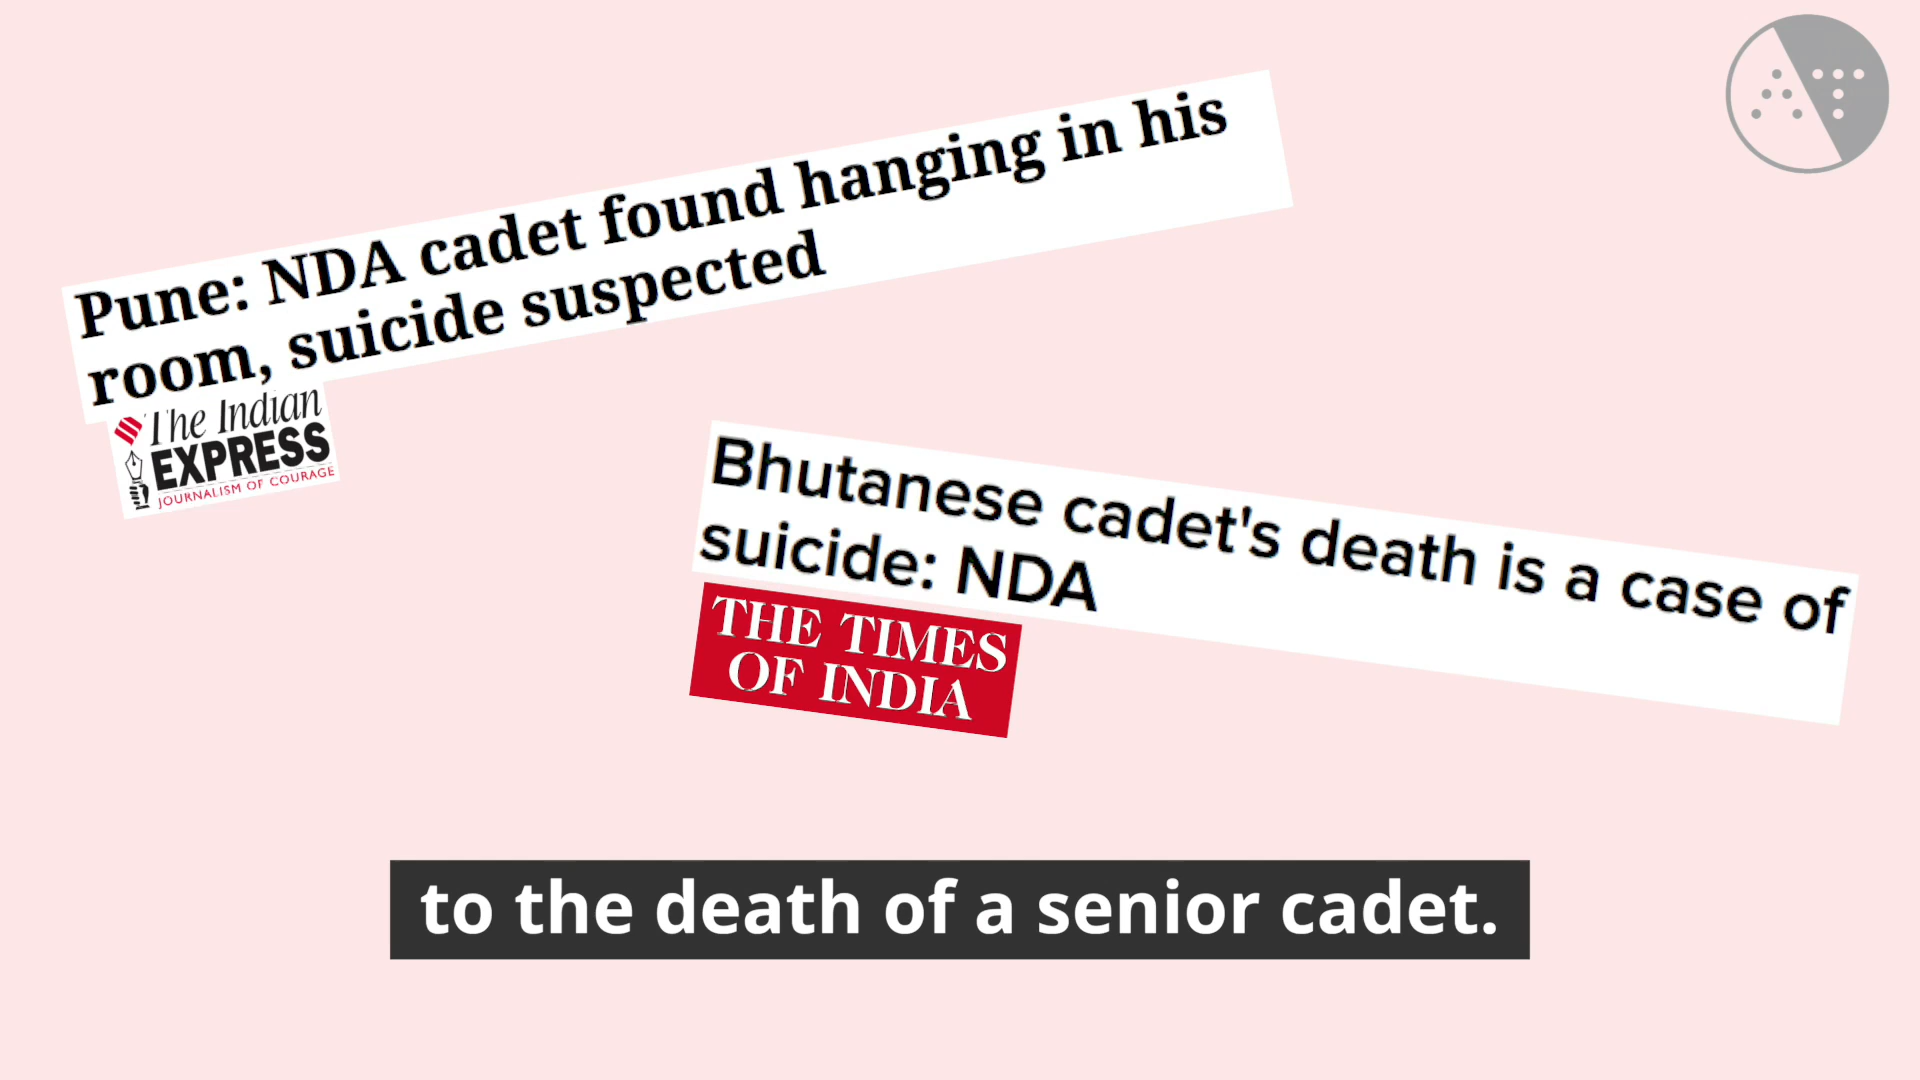 Pune: NDA cadet found hanging in his
room, suicide suspected
The Indian
EXPRESS
JOURNALISM OF COURAGE
Bhutanese cadet's death is a case of
suicide: NDA
THE TIMES
OF INDIA
to the death of a senior cadet.